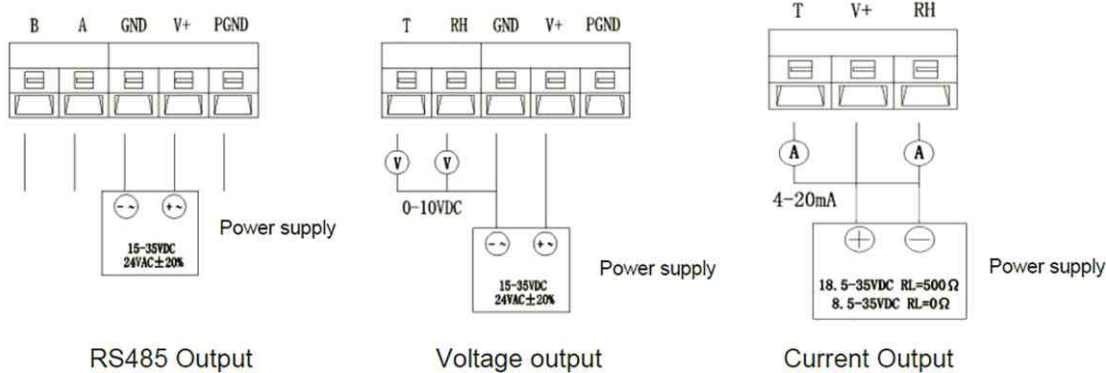 B A GND V+ PGND
15-35VDC
24VAC±20%
Power supply
RS485 Output
T RH GND V+ PGND
V V
0-10VDC
15-35VDC
24VAC±20%
Power supply
Voltage output
T V+ RH
A A
4-20mA
18.5-35VDC RL=500Ω
8.5-35VDC RL=0Ω
Power supply
Current Output